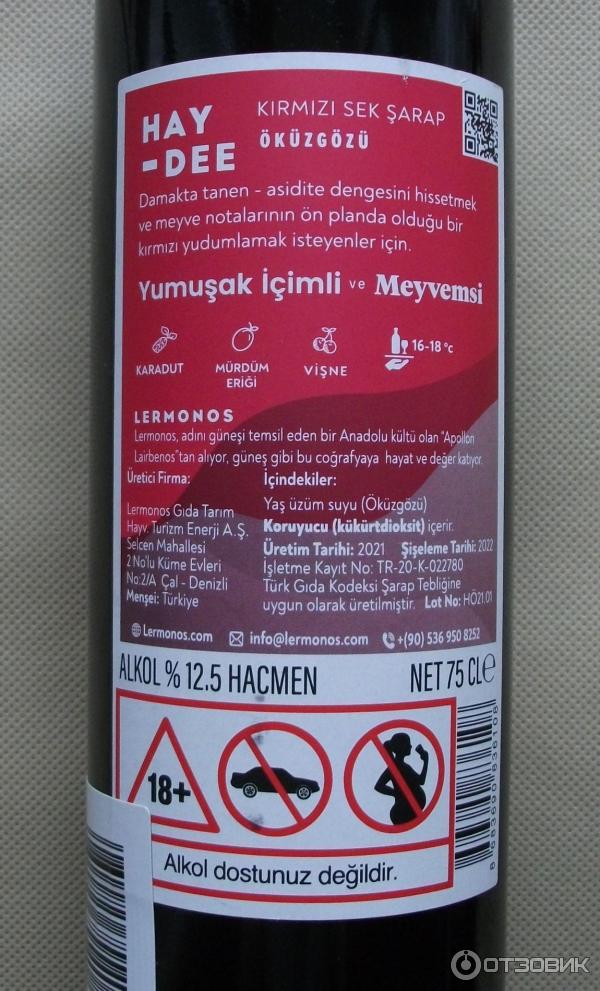 HAY
-DEE
KIRMIZI SEK ŞARAP
ÖKÜZGÖZÜ
Damakta tanen - asidite dengesini hissetmek
ve meyve notalarının ön planda olduğu bir
kırmızı yudumlamak isteyenler için.
Yumuşak İçimli ve Meyvemsi
KARADUT
MÜRDÜM
ERİĞİ
VİŞNE
16-18 °c
LERMONOS
Lermonos, adını güneşi temsil eden bir Anadolu kültü olan "Apollon
Lairbenos"tan alıyor, güneş gibi bu coğrafyaya hayat ve değer katıyor.
Üretici Firma:
Lermonos Gıda Tarım
Hayv. Turizm Enerji A.Ş.
Selcen Mahallesi
2 No'lu Küme Evleri
No:2/A Çal - Denizli
Menşei: Türkiye
İçindekiler:
Yaş üzüm suyu (Öküzgözü)
Koruyucu (kükürtdioksit) içerir.
Üretim Tarihi: 2021 Şişeleme Tarihi: 2022
İşletme Kayıt No: TR-20-K-022780
Türk Gıda Kodeksi Şarap Tebliğine
uygun olarak üretilmiştir. Lot No: HÖ21.01
Lermonos.com info@lermonos.com +(90) 536 950 8252
ALKOL % 12.5 HACMEN NET 75 CL e
18+
Alkol dostunuz değildir.
8 683690 636108
ОТЗОВИК